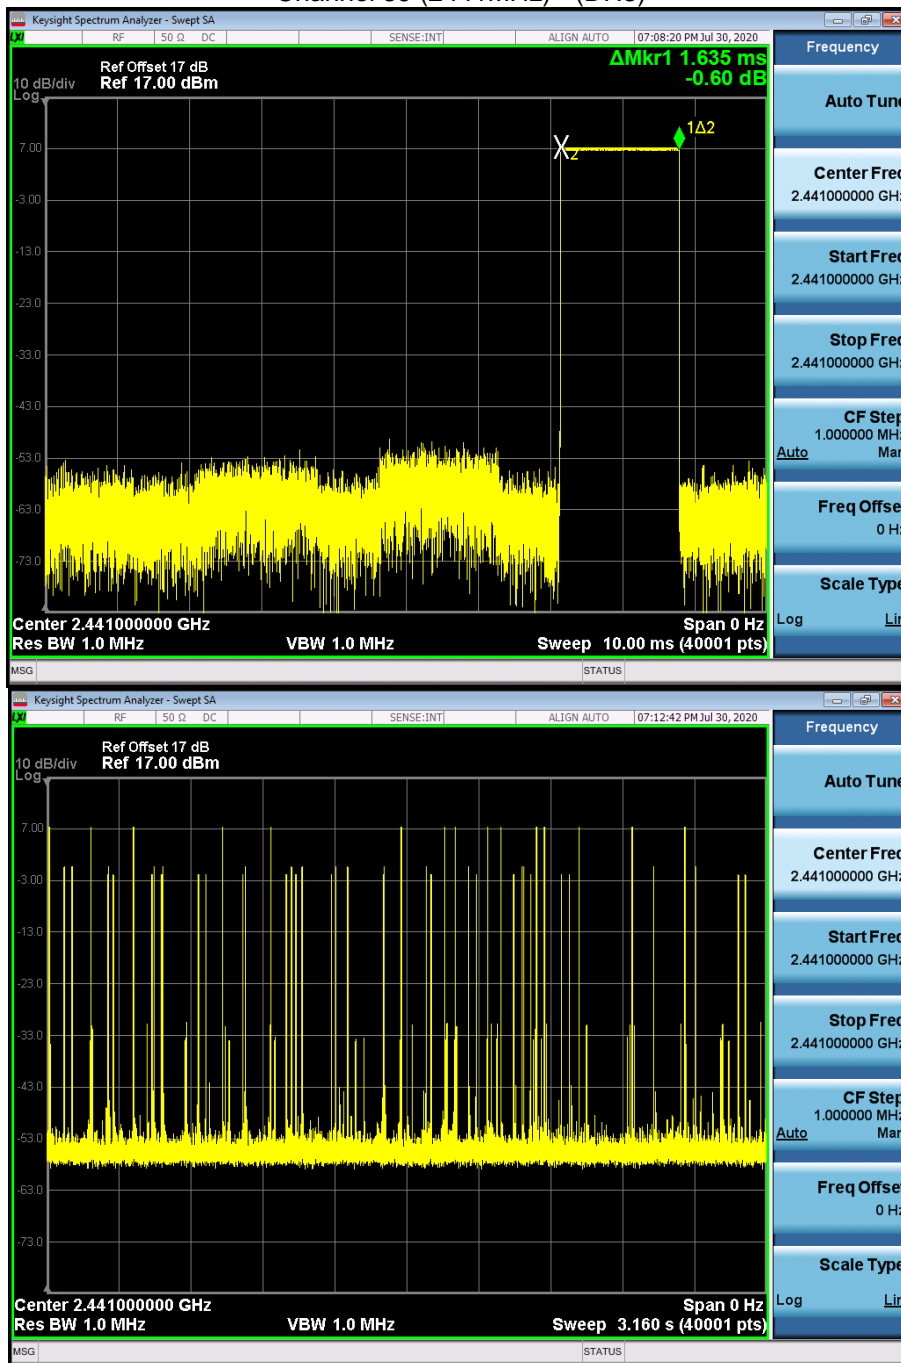 Keysight Spectrum Analyzer - Swept SA
LXI RF 50 Ω DC SENSE:INT ALIGN AUTO 07:08:20 PM Jul 30, 2020
Frequency
ΔMkr1 1.635 ms
-0.60 dB
Ref Offset 17 dB
10 dB/div Ref 17.00 dBm
Log
Auto Tune
1Δ2
X2
7.00
-3.00
-13.0
-23.0
-33.0
-43.0
-53.0
-63.0
-73.0
Center Freq
2.441000000 GHz
Start Freq
2.441000000 GHz
Stop Freq
2.441000000 GHz
CF Step
1.000000 MHz
Auto Man
Freq Offset
0 Hz
Scale Type
Log Lin
Center 2.441000000 GHz Span 0 Hz
Res BW 1.0 MHz VBW 1.0 MHz Sweep 10.00 ms (40001 pts)
MSG STATUS
Keysight Spectrum Analyzer - Swept SA
LXI RF 50 Ω DC SENSE:INT ALIGN AUTO 07:12:42 PM Jul 30, 2020
Frequency
Ref Offset 17 dB
10 dB/div Ref 17.00 dBm
Log
Auto Tune
7.00
-3.00
-13.0
-23.0
-33.0
-43.0
-53.0
-63.0
-73.0
Center Freq
2.441000000 GHz
Start Freq
2.441000000 GHz
Stop Freq
2.441000000 GHz
CF Step
1.000000 MHz
Auto Man
Freq Offset
0 Hz
Scale Type
Log Lin
Center 2.441000000 GHz Span 0 Hz
Res BW 1.0 MHz VBW 1.0 MHz Sweep 3.160 s (40001 pts)
MSG STATUS